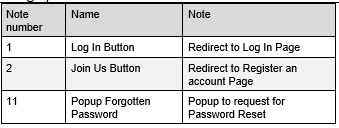 Note number | Name | Note
1 | Log In Button | Redirect to Log In Page
2 | Join Us Button | Redirect to Register an account Page
11 | Popup Forgotten Password | Popup to request for Password Reset